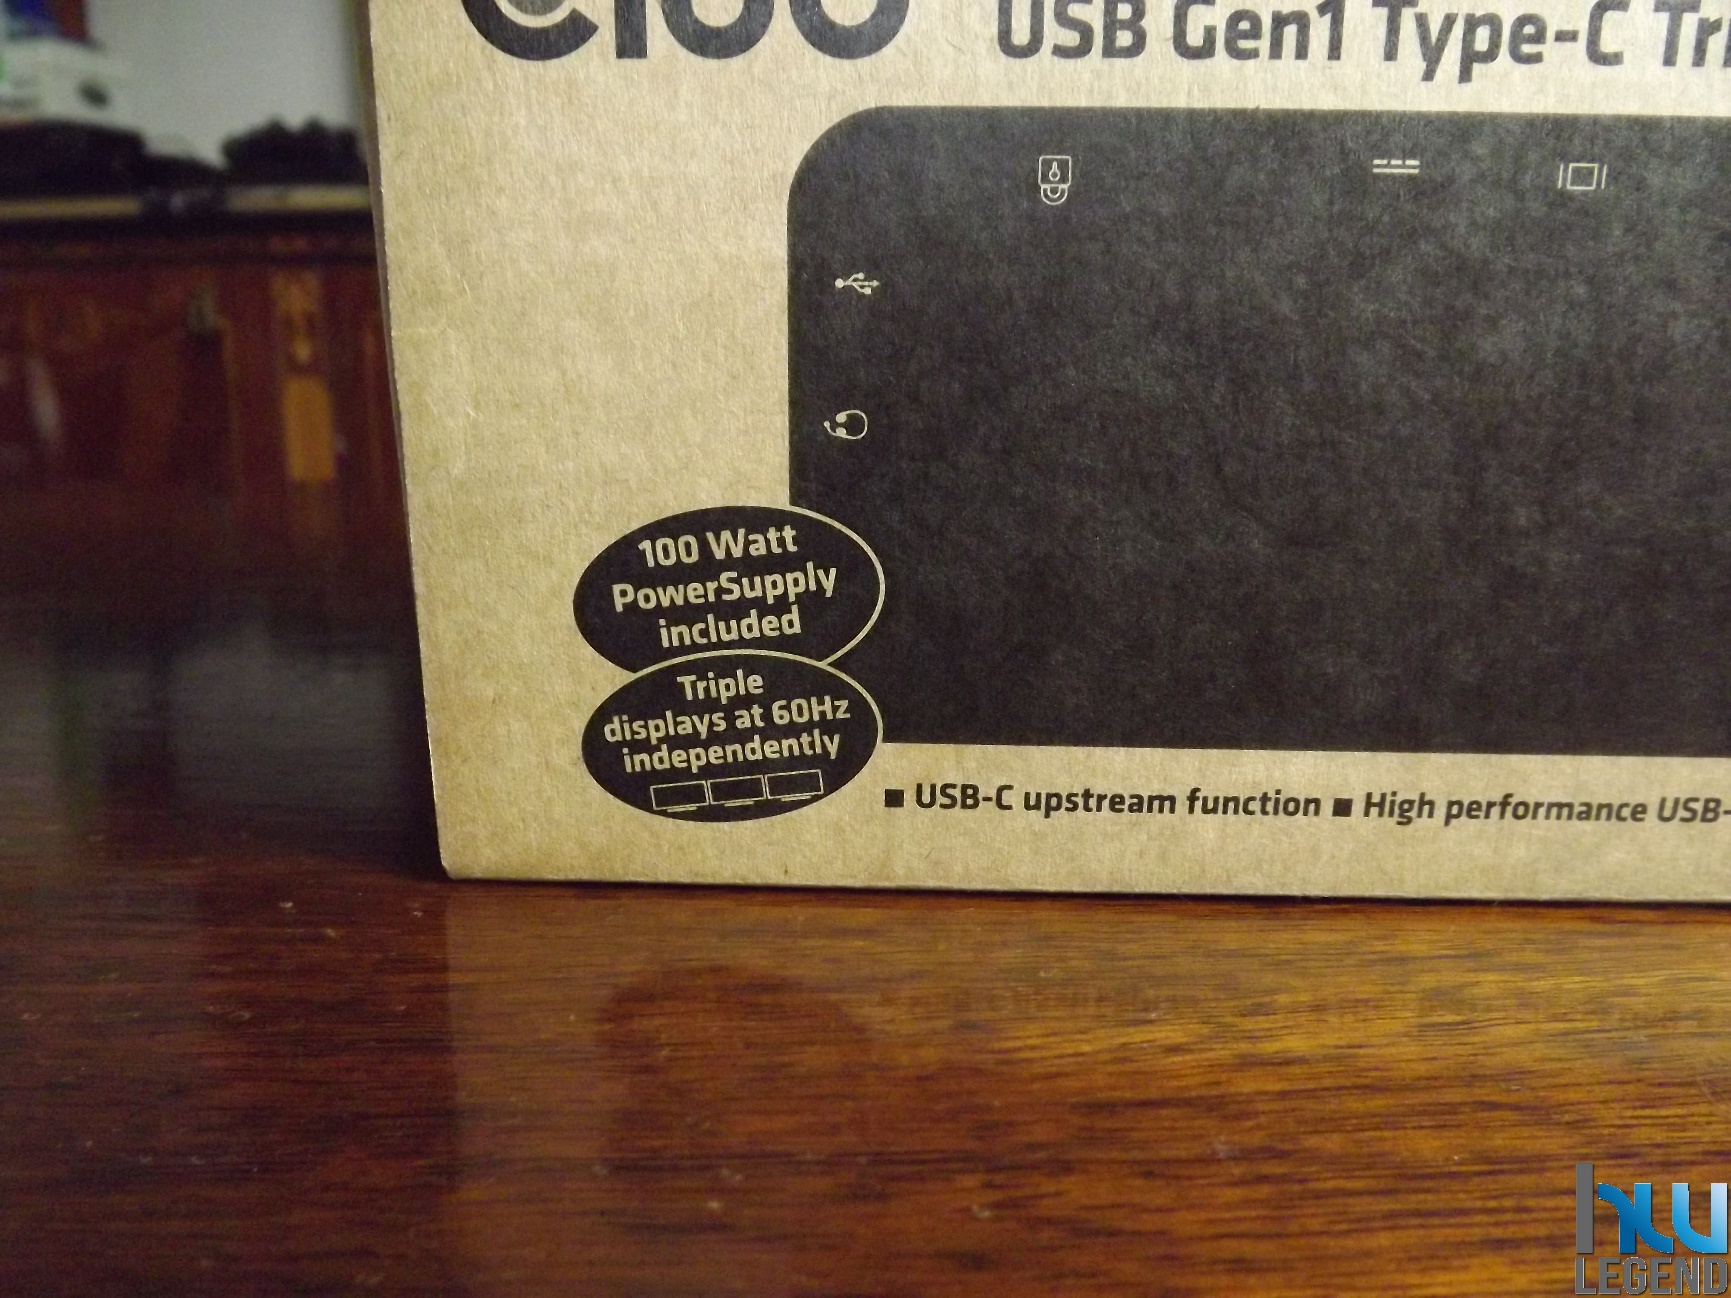 USB Gen1 Type-C Tri
100 Watt
PowerSupply
included
Triple
displays at 60Hz
independently
■ USB-C upstream function ■ High performance USB-
LEGEND